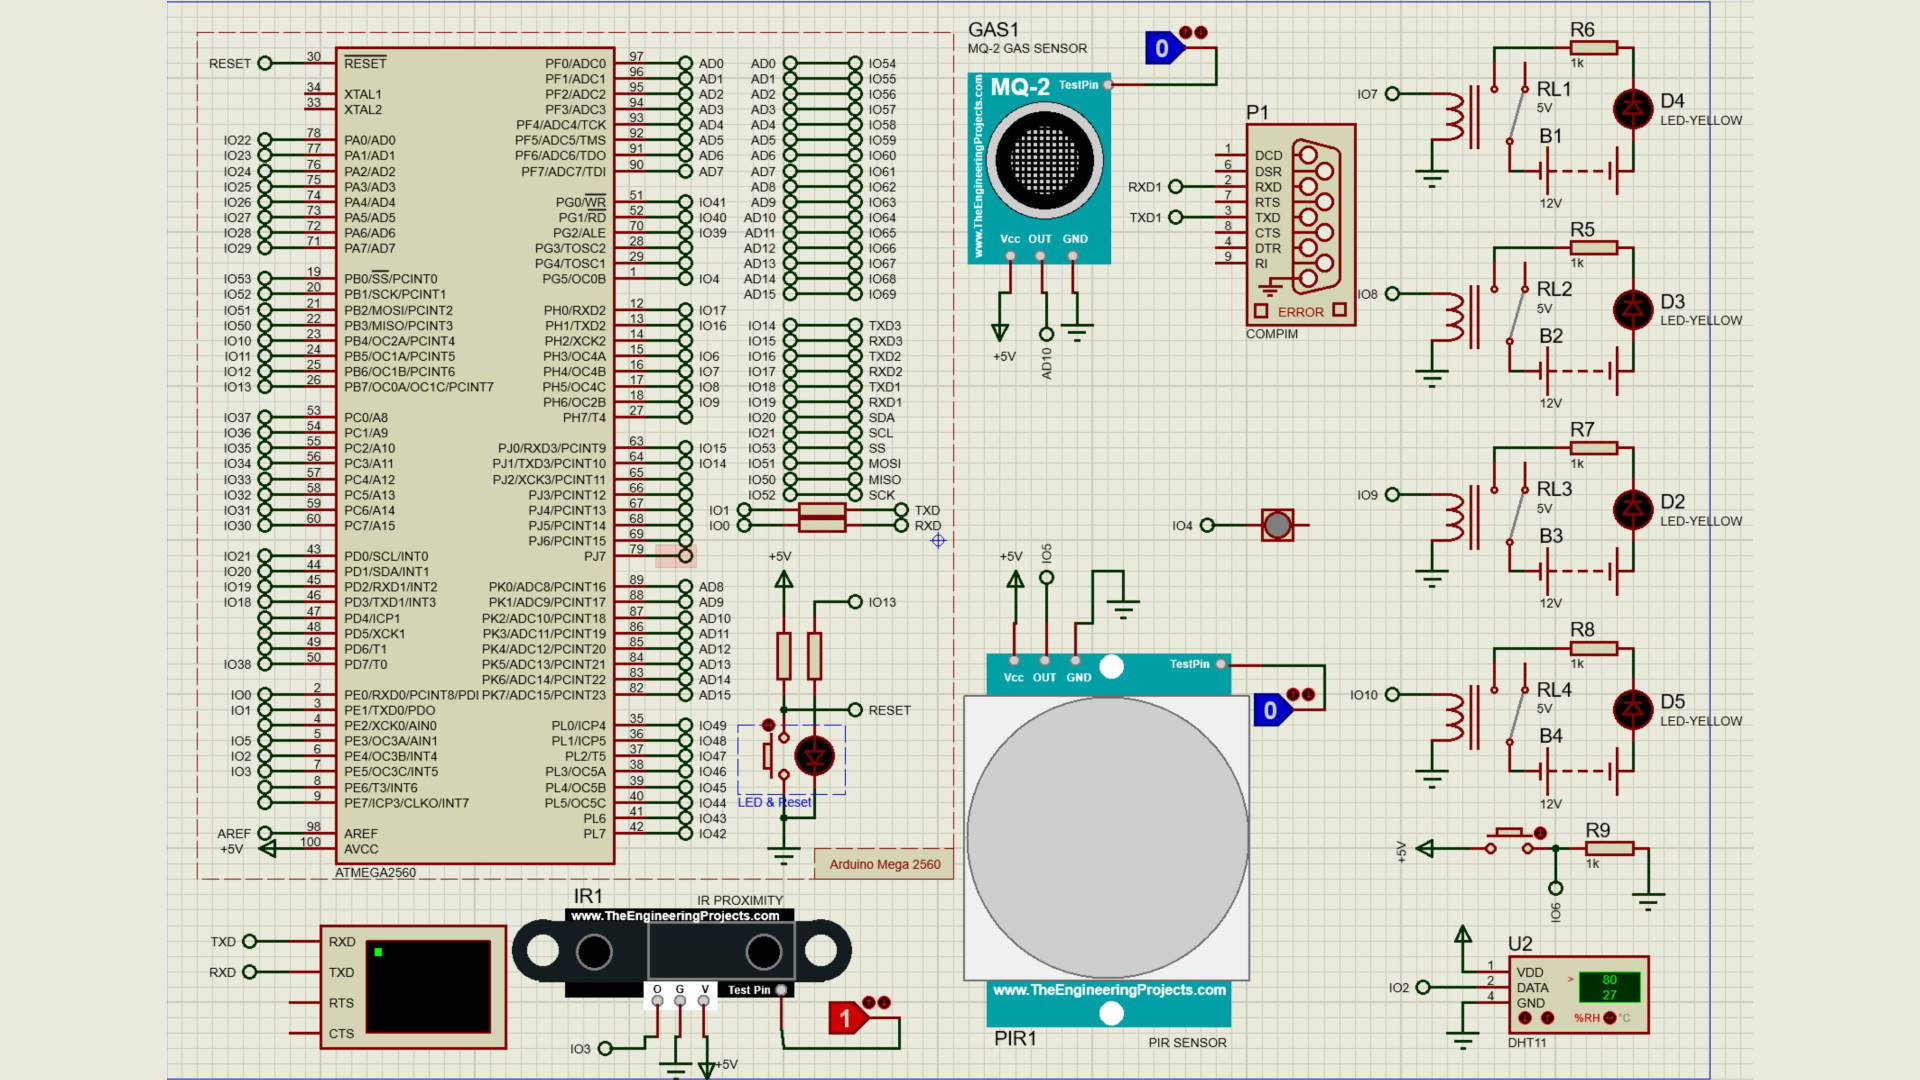 RESET
30
RESET
34
XTAL1
33
XTAL2
IO22 78 PA0/AD0
IO23 77 PA1/AD1
IO24 76 PA2/AD2
IO25 75 PA3/AD3
IO26 74 PA4/AD4
IO27 73 PA5/AD5
IO28 72 PA6/AD6
IO29 71 PA7/AD7
IO53 19 PB0/SS/PCINT0
IO52 20 PB1/SCK/PCINT1
IO51 21 PB2/MOSI/PCINT2
IO50 22 PB3/MISO/PCINT3
IO10 23 PB4/OC2A/PCINT4
IO11 24 PB5/OC1A/PCINT5
IO12 25 PB6/OC1B/PCINT6
IO13 26 PB7/OC0A/OC1C/PCINT7
IO37 53 PC0/A8
IO36 54 PC1/A9
IO35 55 PC2/A10
IO34 56 PC3/A11
IO33 57 PC4/A12
IO32 58 PC5/A13
IO31 59 PC6/A14
IO30 60 PC7/A15
IO21 43 PD0/SCL/INT0
IO20 44 PD1/SDA/INT1
IO19 45 PD2/RXD1/INT2
IO18 46 PD3/TXD1/INT3
47 PD4/ICP1
48 PD5/XCK1
49 PD6/T1
IO38 50 PD7/T0
IO0 2 PE0/RXD0/PCINT8/PDI
IO1 3 PE1/TXD0/PDO
4 PE2/XCK0/AIN0
IO5 5 PE3/OC3A/AIN1
IO2 6 PE4/OC3B/INT4
IO3 7 PE5/OC3C/INT5
8 PE6/T3/INT6
9 PE7/ICP3/CLKO/INT7
AREF 98 AREF
+5V 100 AVCC
ATMEGA2560
PF0/ADC0 97 AD0
PF1/ADC1 96 AD1
PF2/ADC2 95 AD2
PF3/ADC3 94 AD3
PF4/ADC4/TCK 93 AD4
PF5/ADC5/TMS 92 AD5
PF6/ADC6/TDO 91 AD6
PF7/ADC7/TDI 90 AD7
PG0/WR 51 IO41
PG1/RD 52 IO40
PG2/ALE 70 IO39
PG3/TOSC2 28
PG4/TOSC1 29
PG5/OC0B 1 IO4
PH0/RXD2 12 IO17
PH1/TXD2 13 IO16
PH2/XCK2 14
PH3/OC4A 15 IO6
PH4/OC4B 16 IO7
PH5/OC4C 17 IO8
PH6/OC2B 18 IO9
PH7/T4 27
PJ0/RXD3/PCINT9 63 IO15
PJ1/TXD3/PCINT10 64 IO14
PJ2/XCK3/PCINT11 65
PJ3/PCINT12 66
PJ4/PCINT13 67
PJ5/PCINT14 68
PJ6/PCINT15 69
PJ7 79
PK0/ADC8/PCINT16 89 AD8
PK1/ADC9/PCINT17 88 AD9
PK2/ADC10/PCINT18 87 AD10
PK3/ADC11/PCINT19 86 AD11
PK4/ADC12/PCINT20 85 AD12
PK5/ADC13/PCINT21 84 AD13
PK6/ADC14/PCINT22 83 AD14
PK7/ADC15/PCINT23 82 AD15
PL0/ICP4 35 IO49
PL1/ICP5 36 IO48
PL2/T5 37 IO47
PL3/OC5A 38 IO46
PL4/OC5B 39 IO45
PL5/OC5C 40 IO44
PL6 41 IO43
PL7 42 IO42
AD0 IO54
AD1 IO55
AD2 IO56
AD3 IO57
AD4 IO58
AD5 IO59
AD6 IO60
AD7 IO61
AD8 IO62
AD9 IO63
AD10 IO64
AD11 IO65
AD12 IO66
AD13 IO67
AD14 IO68
AD15 IO69
IO14 TXD3
IO15 RXD3
IO16 TXD2
IO17 RXD2
IO18 TXD1
IO19 RXD1
IO20 SDA
IO21 SCL
IO53 SS
IO51 MOSI
IO50 MISO
IO52 SCK
IO1 TXD
IO0 RXD
+5V
IO13
RESET
LED & Reset
Arduino Mega 2560
GAS1
MQ-2 GAS SENSOR
0
MQ-2 TestPin
www.TheEngineeringProjects.com
Vcc OUT GND
+5V
AD10
P1
1 DCD
6 DSR
RXD1 2 RXD
7 RTS
TXD1 3 TXD
8 CTS
4 DTR
9 RI
ERROR
COMPIM
R6
1k
IO7
RL1
5V
D4
LED-YELLOW
B1
12V
R5
1k
IO8
RL2
5V
D3
LED-YELLOW
B2
12V
R7
1k
IO9
RL3
5V
D2
LED-YELLOW
B3
12V
R8
1k
IO10
RL4
5V
D5
LED-YELLOW
B4
12V
IO4
+5V
IO5
Vcc OUT GND
TestPin
0
www.TheEngineeringProjects.com
PIR1
PIR SENSOR
+5V
R9
1k
IO6
U2
1 VDD
IO2 2 DATA
4 GND
> 80
27
%RH °C
DHT11
TXD RXD
RXD TXD
RTS
CTS
IR1
IR PROXIMITY
www.TheEngineeringProjects.com
O G V Test Pin
1
IO3
+5V